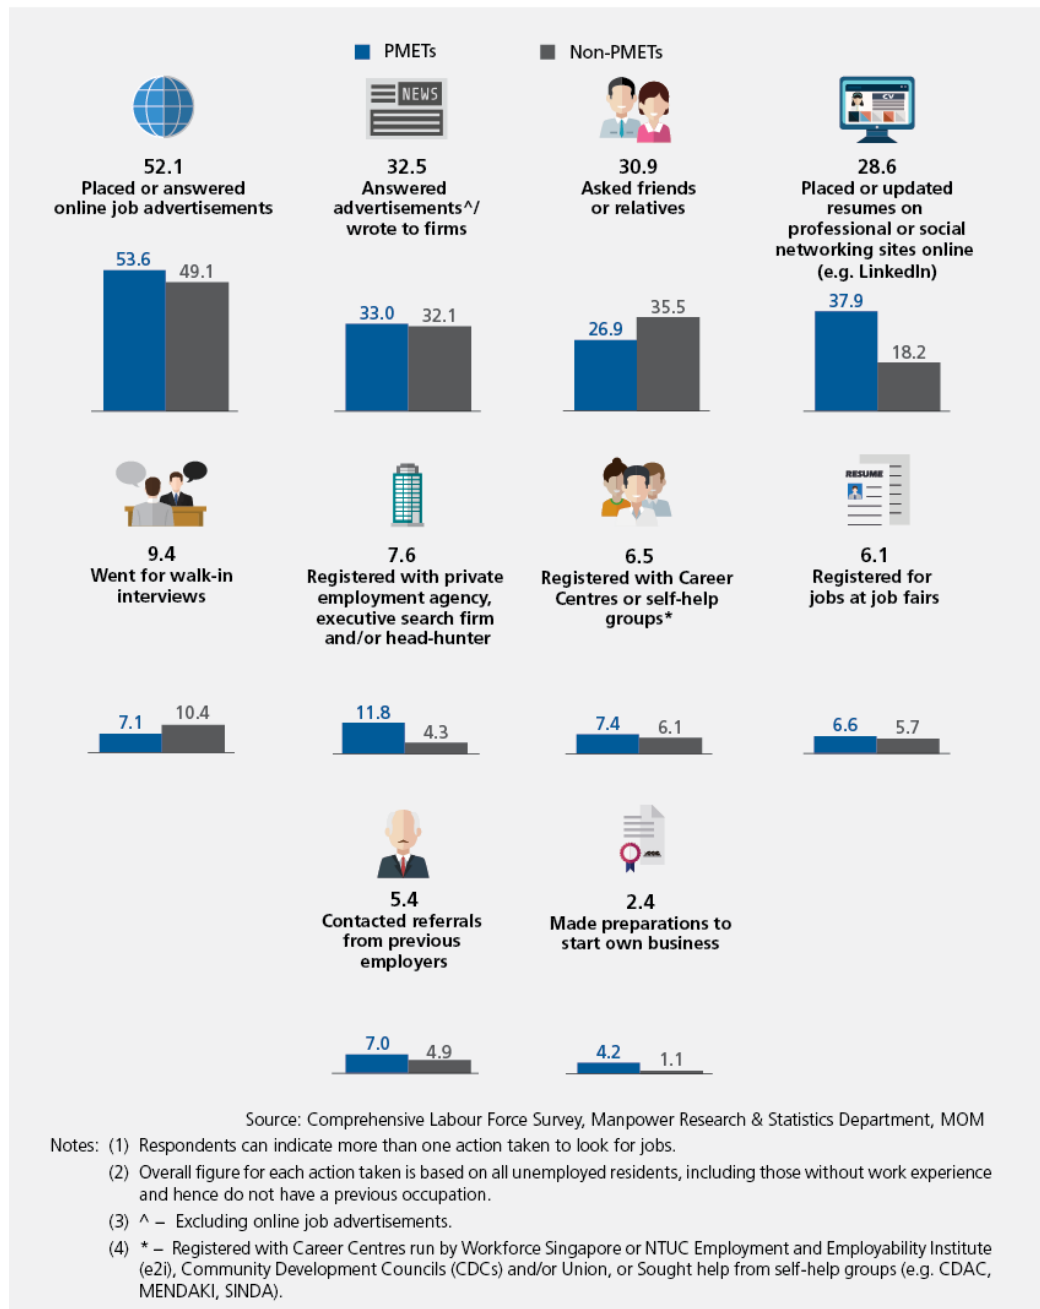 PMETs
Non-PMETs
NEWS
CV
52.1
Placed or answered
online job advertisements
32.5
Answered
advertisements^/
wrote to firms
30.9
Asked friends
or relatives
28.6
Placed or updated
resumes on
professional or social
networking sites online
(e.g. LinkedIn)
53.6
49.1
33.0
32.1
26.9
35.5
37.9
18.2
RESUME
9.4
Went for walk-in
interviews
7.6
Registered with private
employment agency,
executive search firm
and/or head-hunter
6.5
Registered with Career
Centres or self-help
groups*
6.1
Registered for
jobs at job fairs
7.1
10.4
11.8
4.3
7.4
6.1
6.6
5.7
5.4
Contacted referrals
from previous
employers
2.4
Made preparations to
start own business
7.0
4.9
4.2
1.1
Source: Comprehensive Labour Force Survey, Manpower Research & Statistics Department, MOM
Notes: (1) Respondents can indicate more than one action taken to look for jobs.
(2) Overall figure for each action taken is based on all unemployed residents, including those without work experience
and hence do not have a previous occupation.
(3) ^ – Excluding online job advertisements.
(4) * – Registered with Career Centres run by Workforce Singapore or NTUC Employment and Employability Institute
(e2i), Community Development Councils (CDCs) and/or Union, or Sought help from self-help groups (e.g. CDAC,
MENDAKI, SINDA).